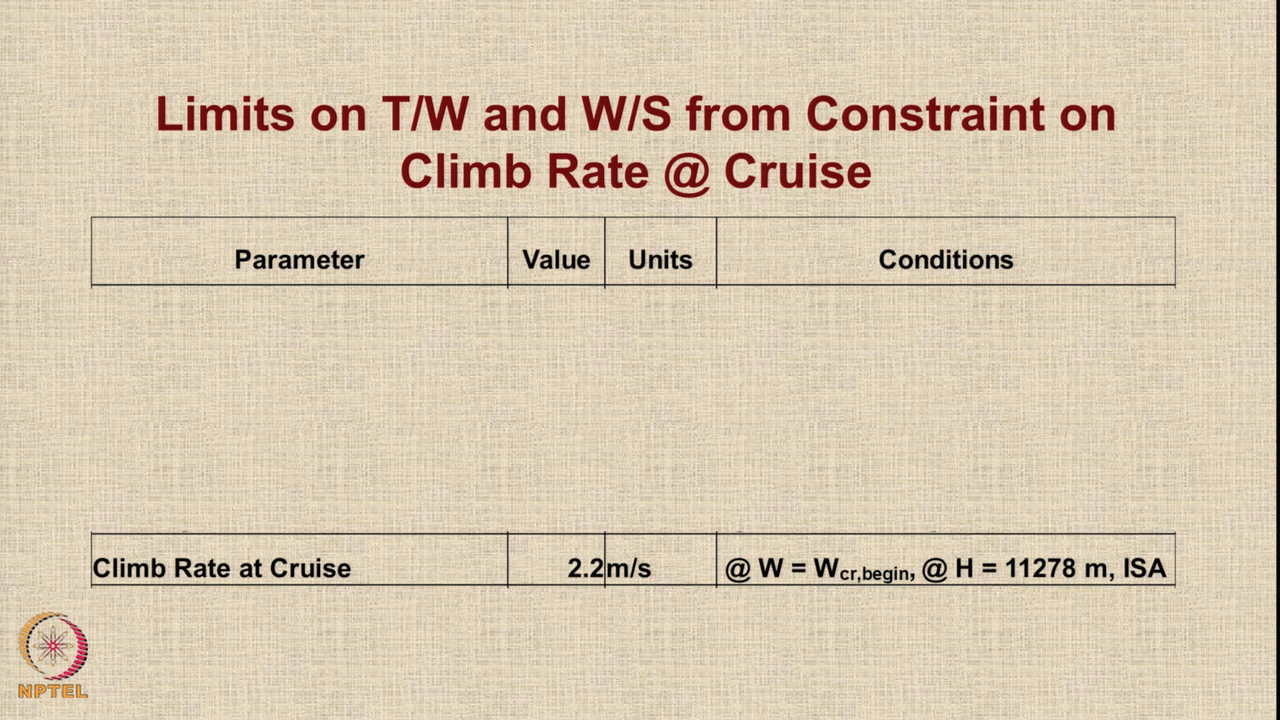 Limits on T/W and W/S from Constraint on
Climb Rate @ Cruise
Parameter Value Units Conditions
Climb Rate at Cruise 2.2 m/s @ W = Wcr,begin, @ H = 11278 m, ISA
NPTEL